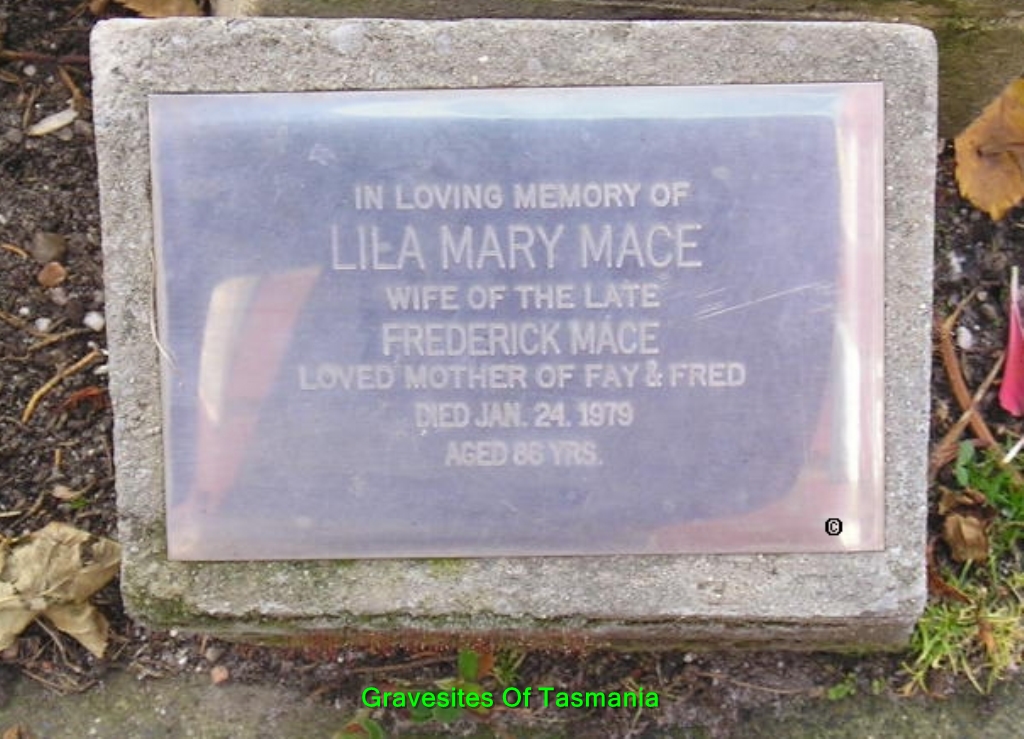 IN LOVING MEMORY OF
LILA MARY MACE
WIFE OF THE LATE
FREDERICK MACE
LOVED MOTHER OF FAY & FRED
DIED JAN. 24. 1979
AGED 86 YRS.
©
Gravesites Of Tasmania